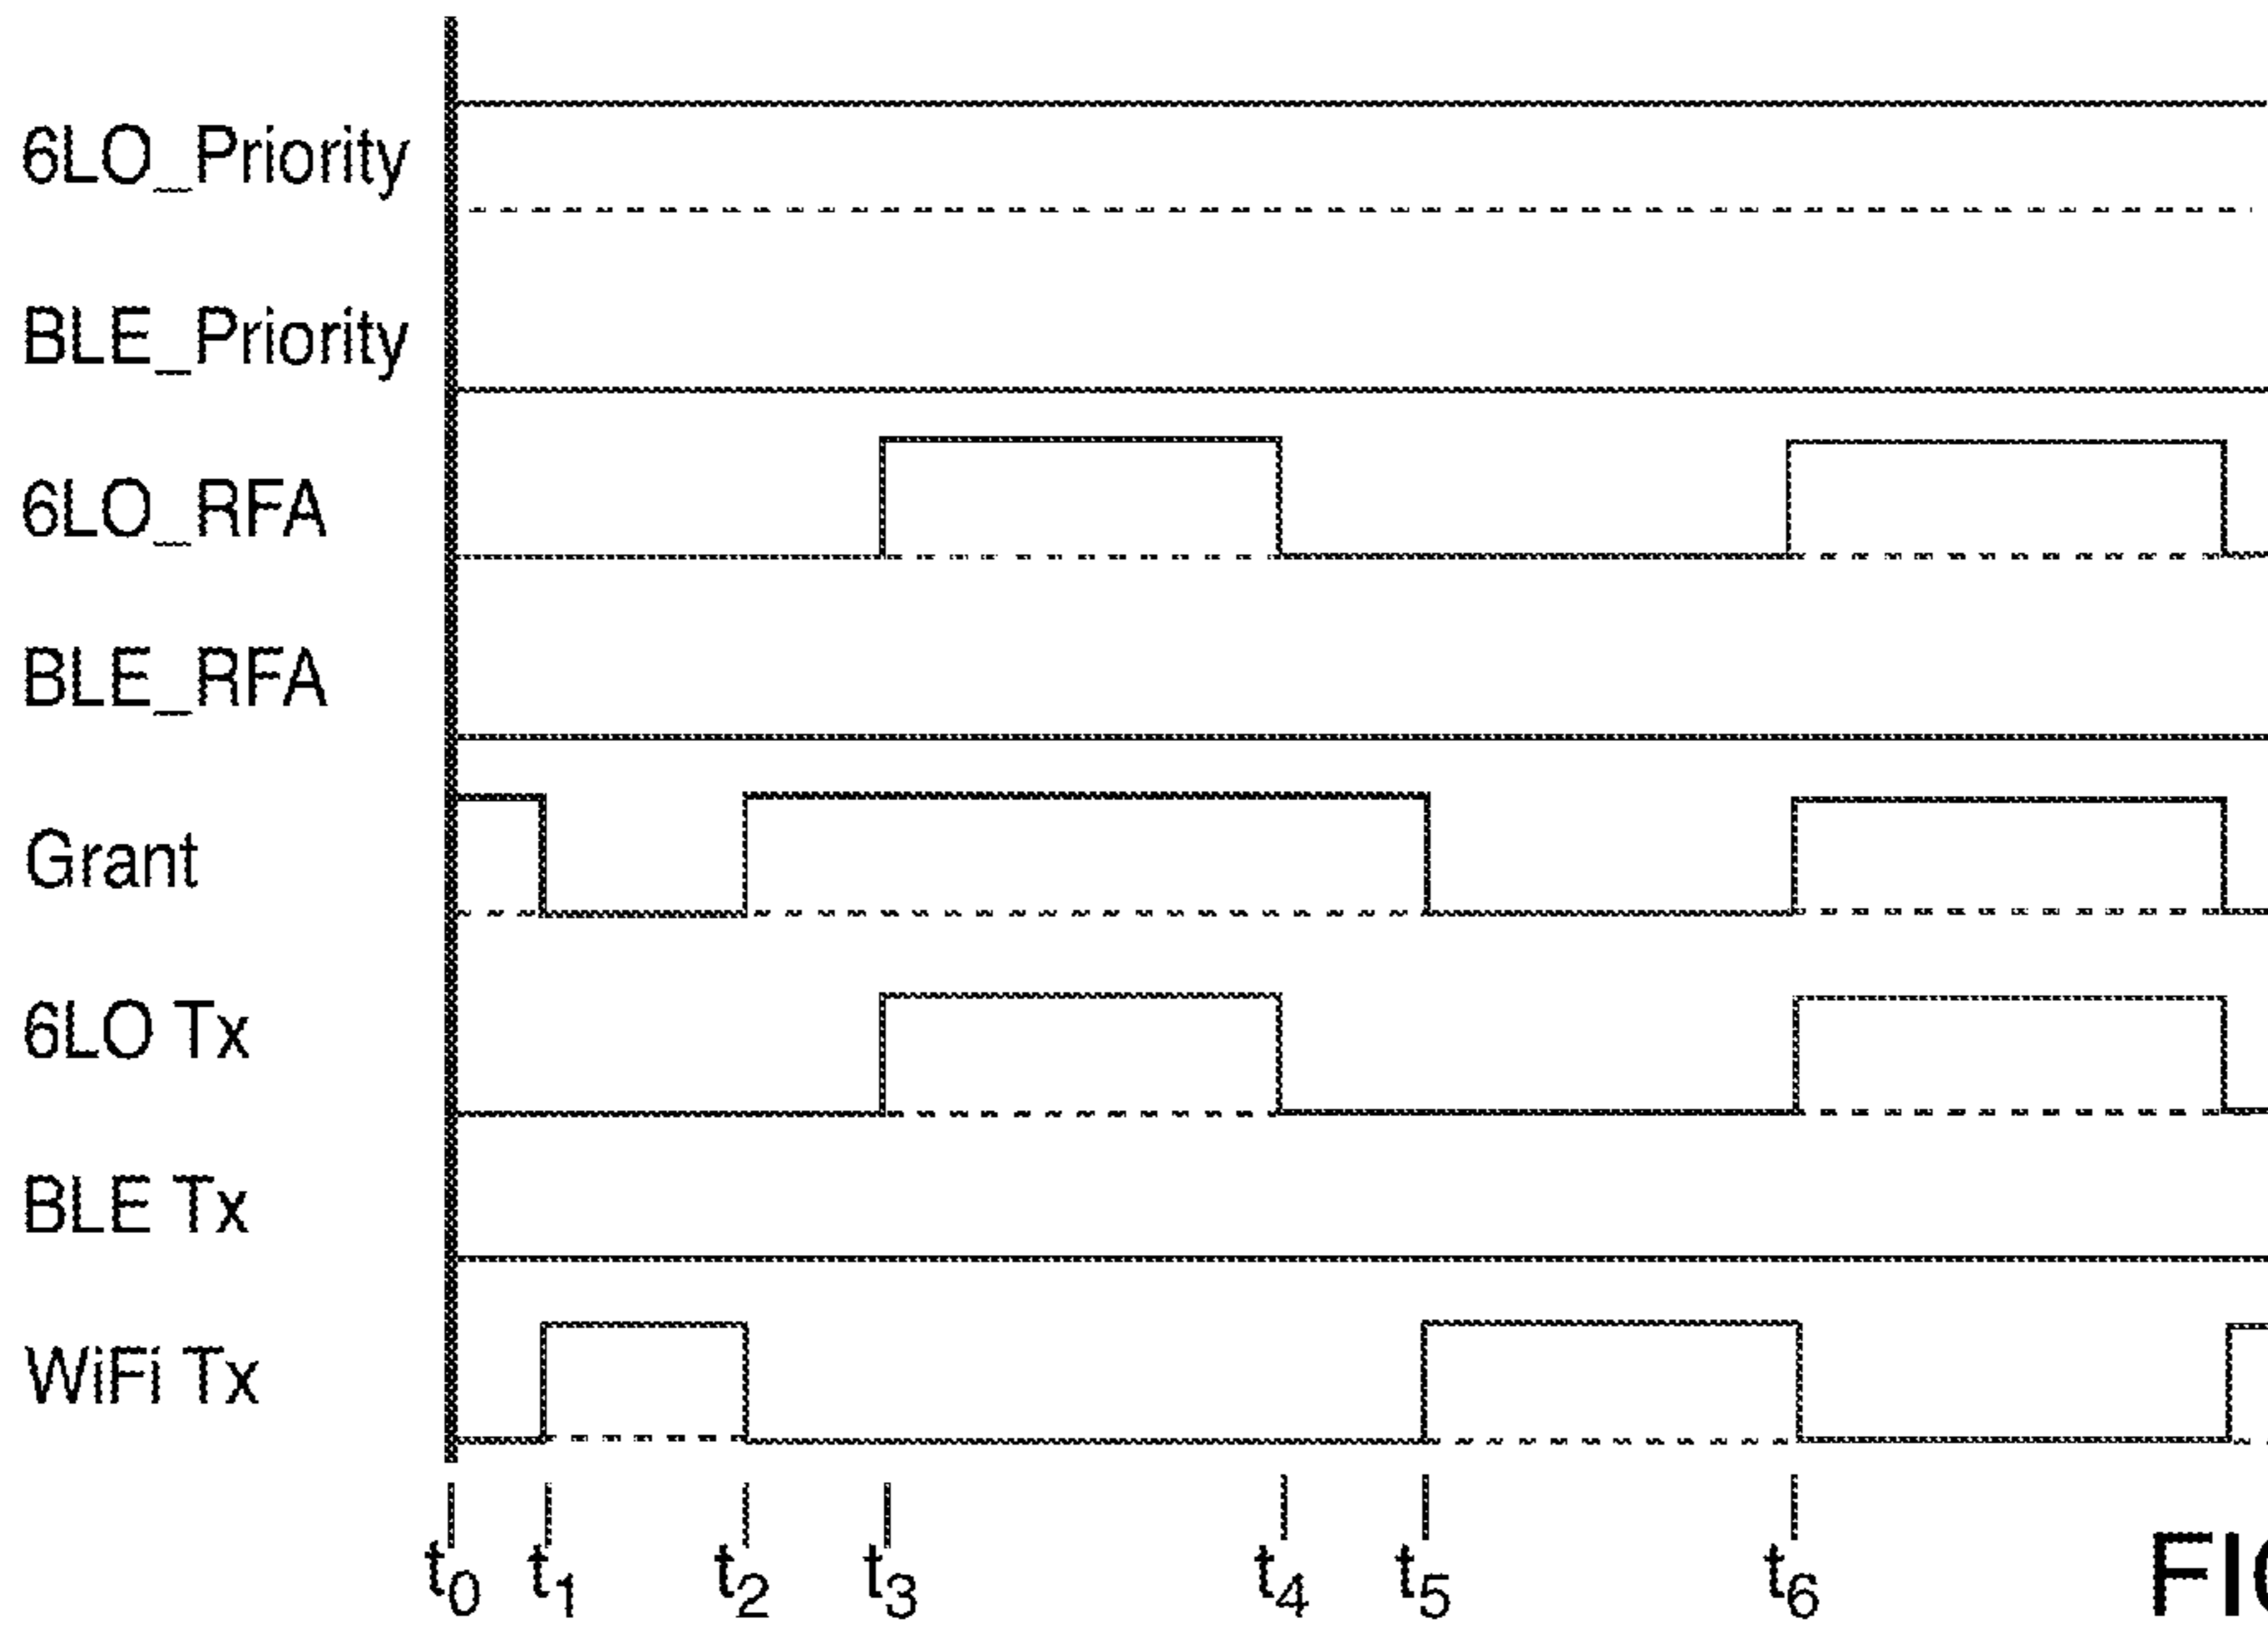 6LO_Priority
BLE_Priority
6LO_RFA
BLE_RFA
Grant
6LO Tx
BLE Tx
WiFi Tx
t0 t1 t2 t3 t4 t5 t6